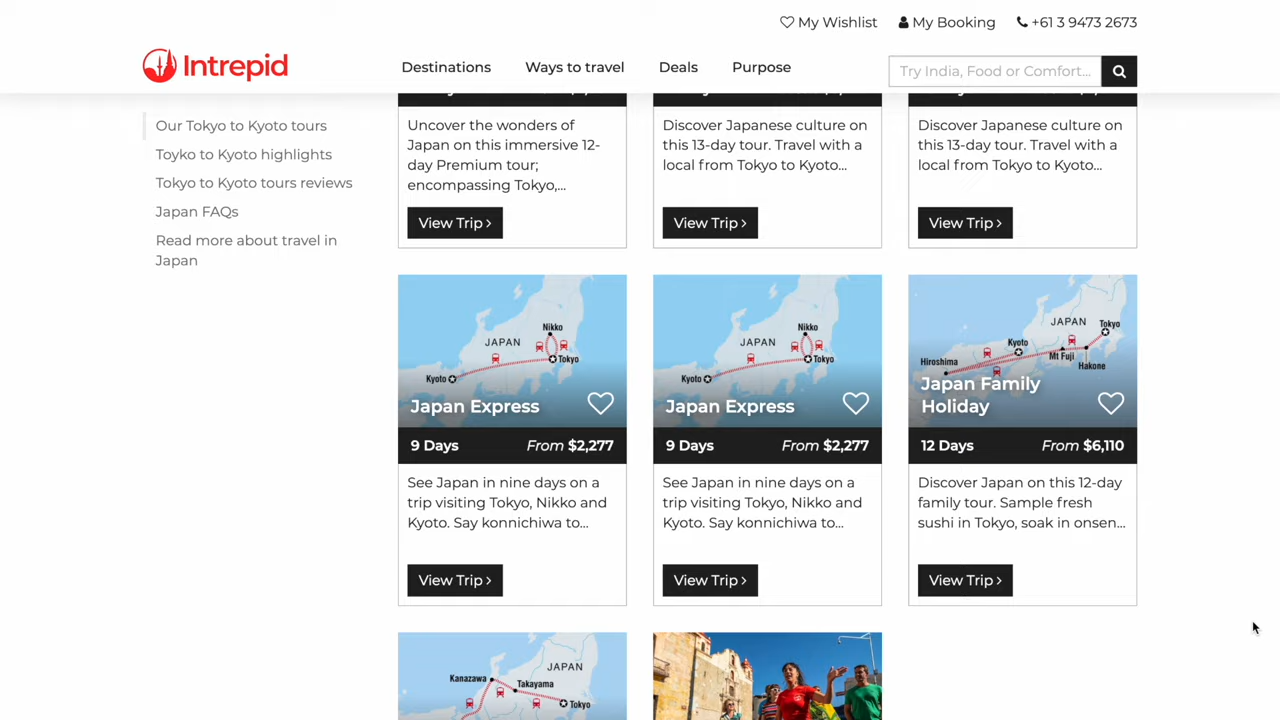 My Wishlist
My Booking
+61 3 9473 2673
Intrepid
Destinations
Ways to travel
Deals
Purpose
Try India, Food or Comfort...
Our Tokyo to Kyoto tours
Toyko to Kyoto highlights
Tokyo to Kyoto tours reviews
Japan FAQs
Read more about travel in
Japan
Uncover the wonders of
Japan on this immersive 12-
day Premium tour;
encompassing Tokyo,...
View Trip
Discover Japanese culture on
this 13-day tour. Travel with a
local from Tokyo to Kyoto...
View Trip
Discover Japanese culture on
this 13-day tour. Travel with a
local from Tokyo to Kyoto...
View Trip
Nikko
JAPAN
Tokyo
Kyoto
Japan Express
9 Days
From $2,277
See Japan in nine days on a
trip visiting Tokyo, Nikko and
Kyoto. Say konnichiwa to...
View Trip
Nikko
JAPAN
Tokyo
Kyoto
Japan Express
9 Days
From $2,277
See Japan in nine days on a
trip visiting Tokyo, Nikko and
Kyoto. Say konnichiwa to...
View Trip
JAPAN
Tokyo
Kyoto
Mt Fuji
Hiroshima
Hakone
Japan Family
Holiday
12 Days
From $6,110
Discover Japan on this 12-day
family tour. Sample fresh
sushi in Tokyo, soak in onsen...
View Trip
JAPAN
Kanazawa
Takayama
Tokyo